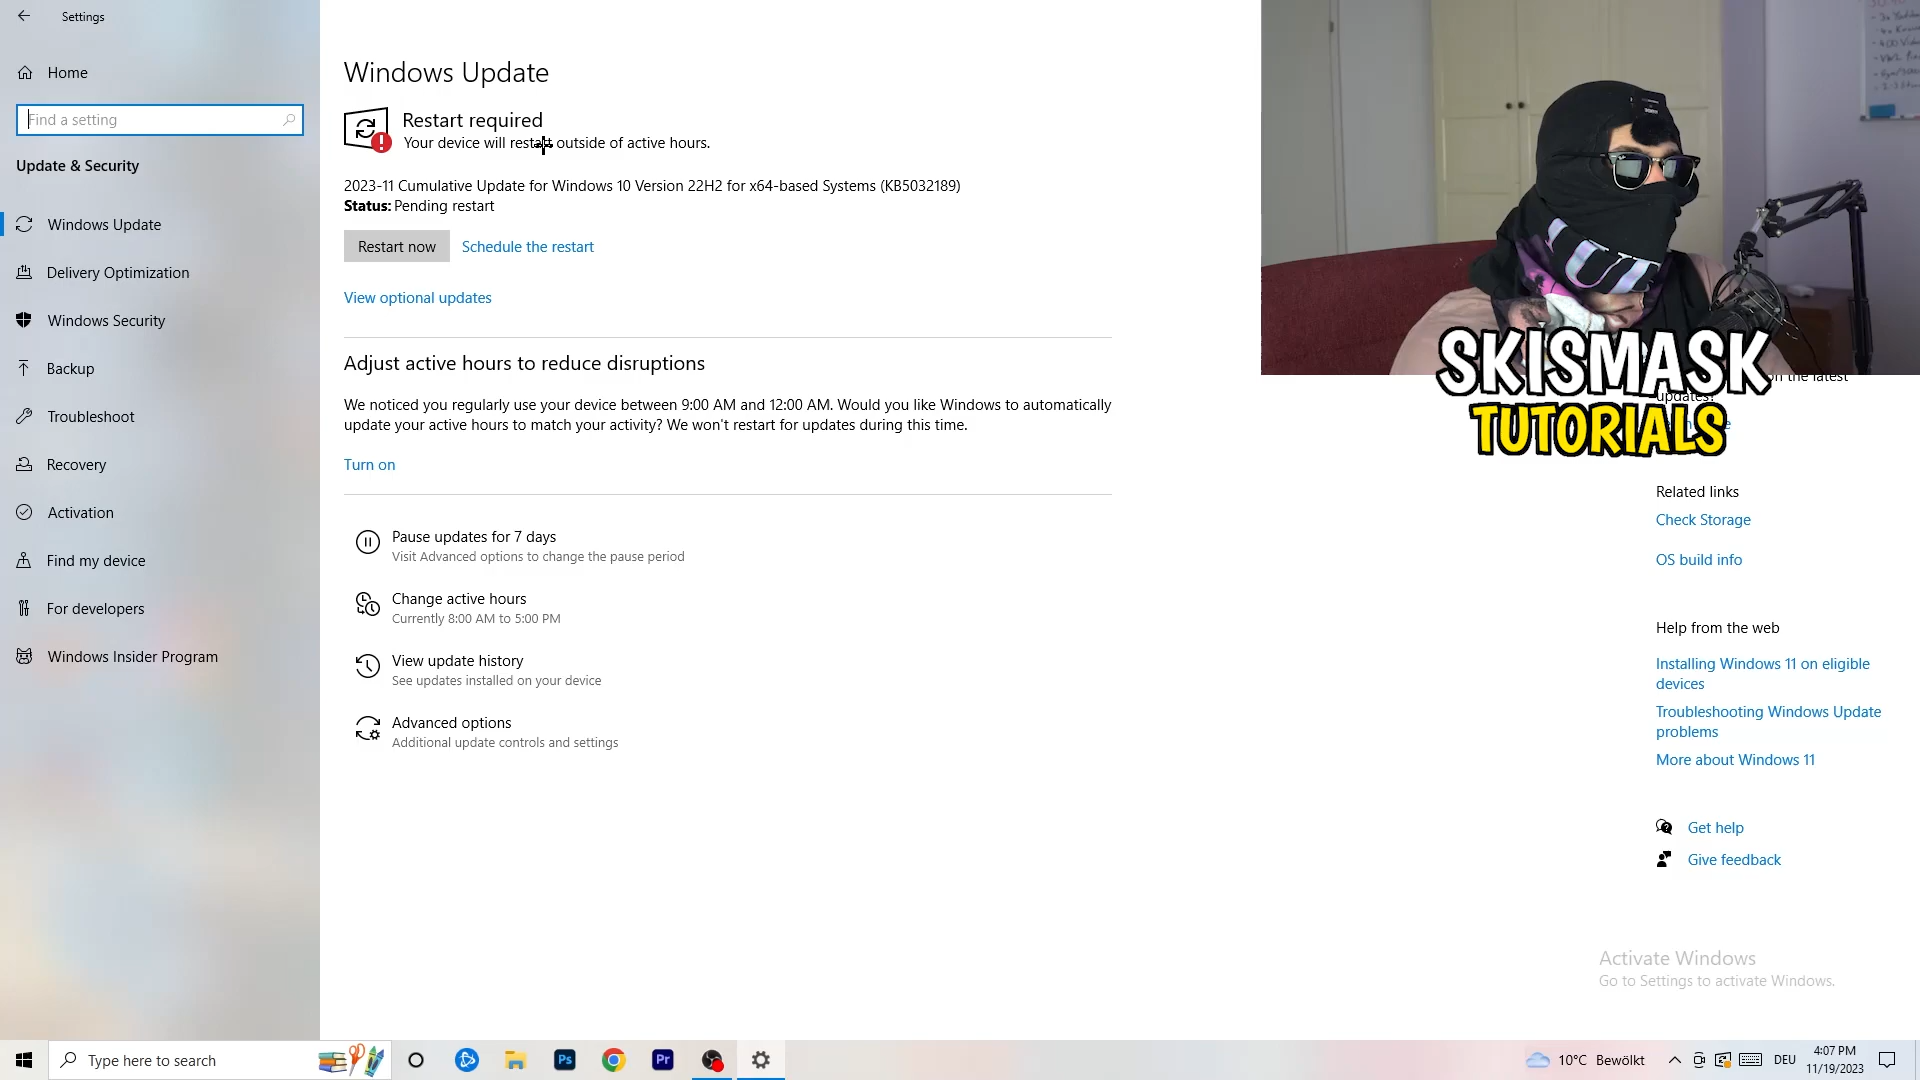 Settings
Home
Find a setting
Update & Security
Windows Update
Delivery Optimization
Windows Security
Backup
Troubleshoot
Recovery
Activation
Find my device
For developers
Windows Insider Program
Windows Update
Restart required
Your device will restart outside of active hours.
2023-11 Cumulative Update for Windows 10 Version 22H2 for x64-based Systems (KB5032189)
Status: Pending restart
Restart now
Schedule the restart
View optional updates
Adjust active hours to reduce disruptions
We noticed you regularly use your device between 9:00 AM and 12:00 AM. Would you like Windows to automatically
update your active hours to match your activity? We won't restart for updates during this time.
Turn on
Pause updates for 7 days
Visit Advanced options to change the pause period
Change active hours
Currently 8:00 AM to 5:00 PM
View update history
See updates installed on your device
Advanced options
Additional update controls and settings
SKISMASK
TUTORIALS
on the latest
updates?
Related links
Check Storage
OS build info
Help from the web
Installing Windows 11 on eligible
devices
Troubleshooting Windows Update
problems
More about Windows 11
Get help
Give feedback
Activate Windows
Go to Settings to activate Windows.
Type here to search
Ps
Pr
10°C Bewölkt
DEU
4:07 PM
11/19/2023